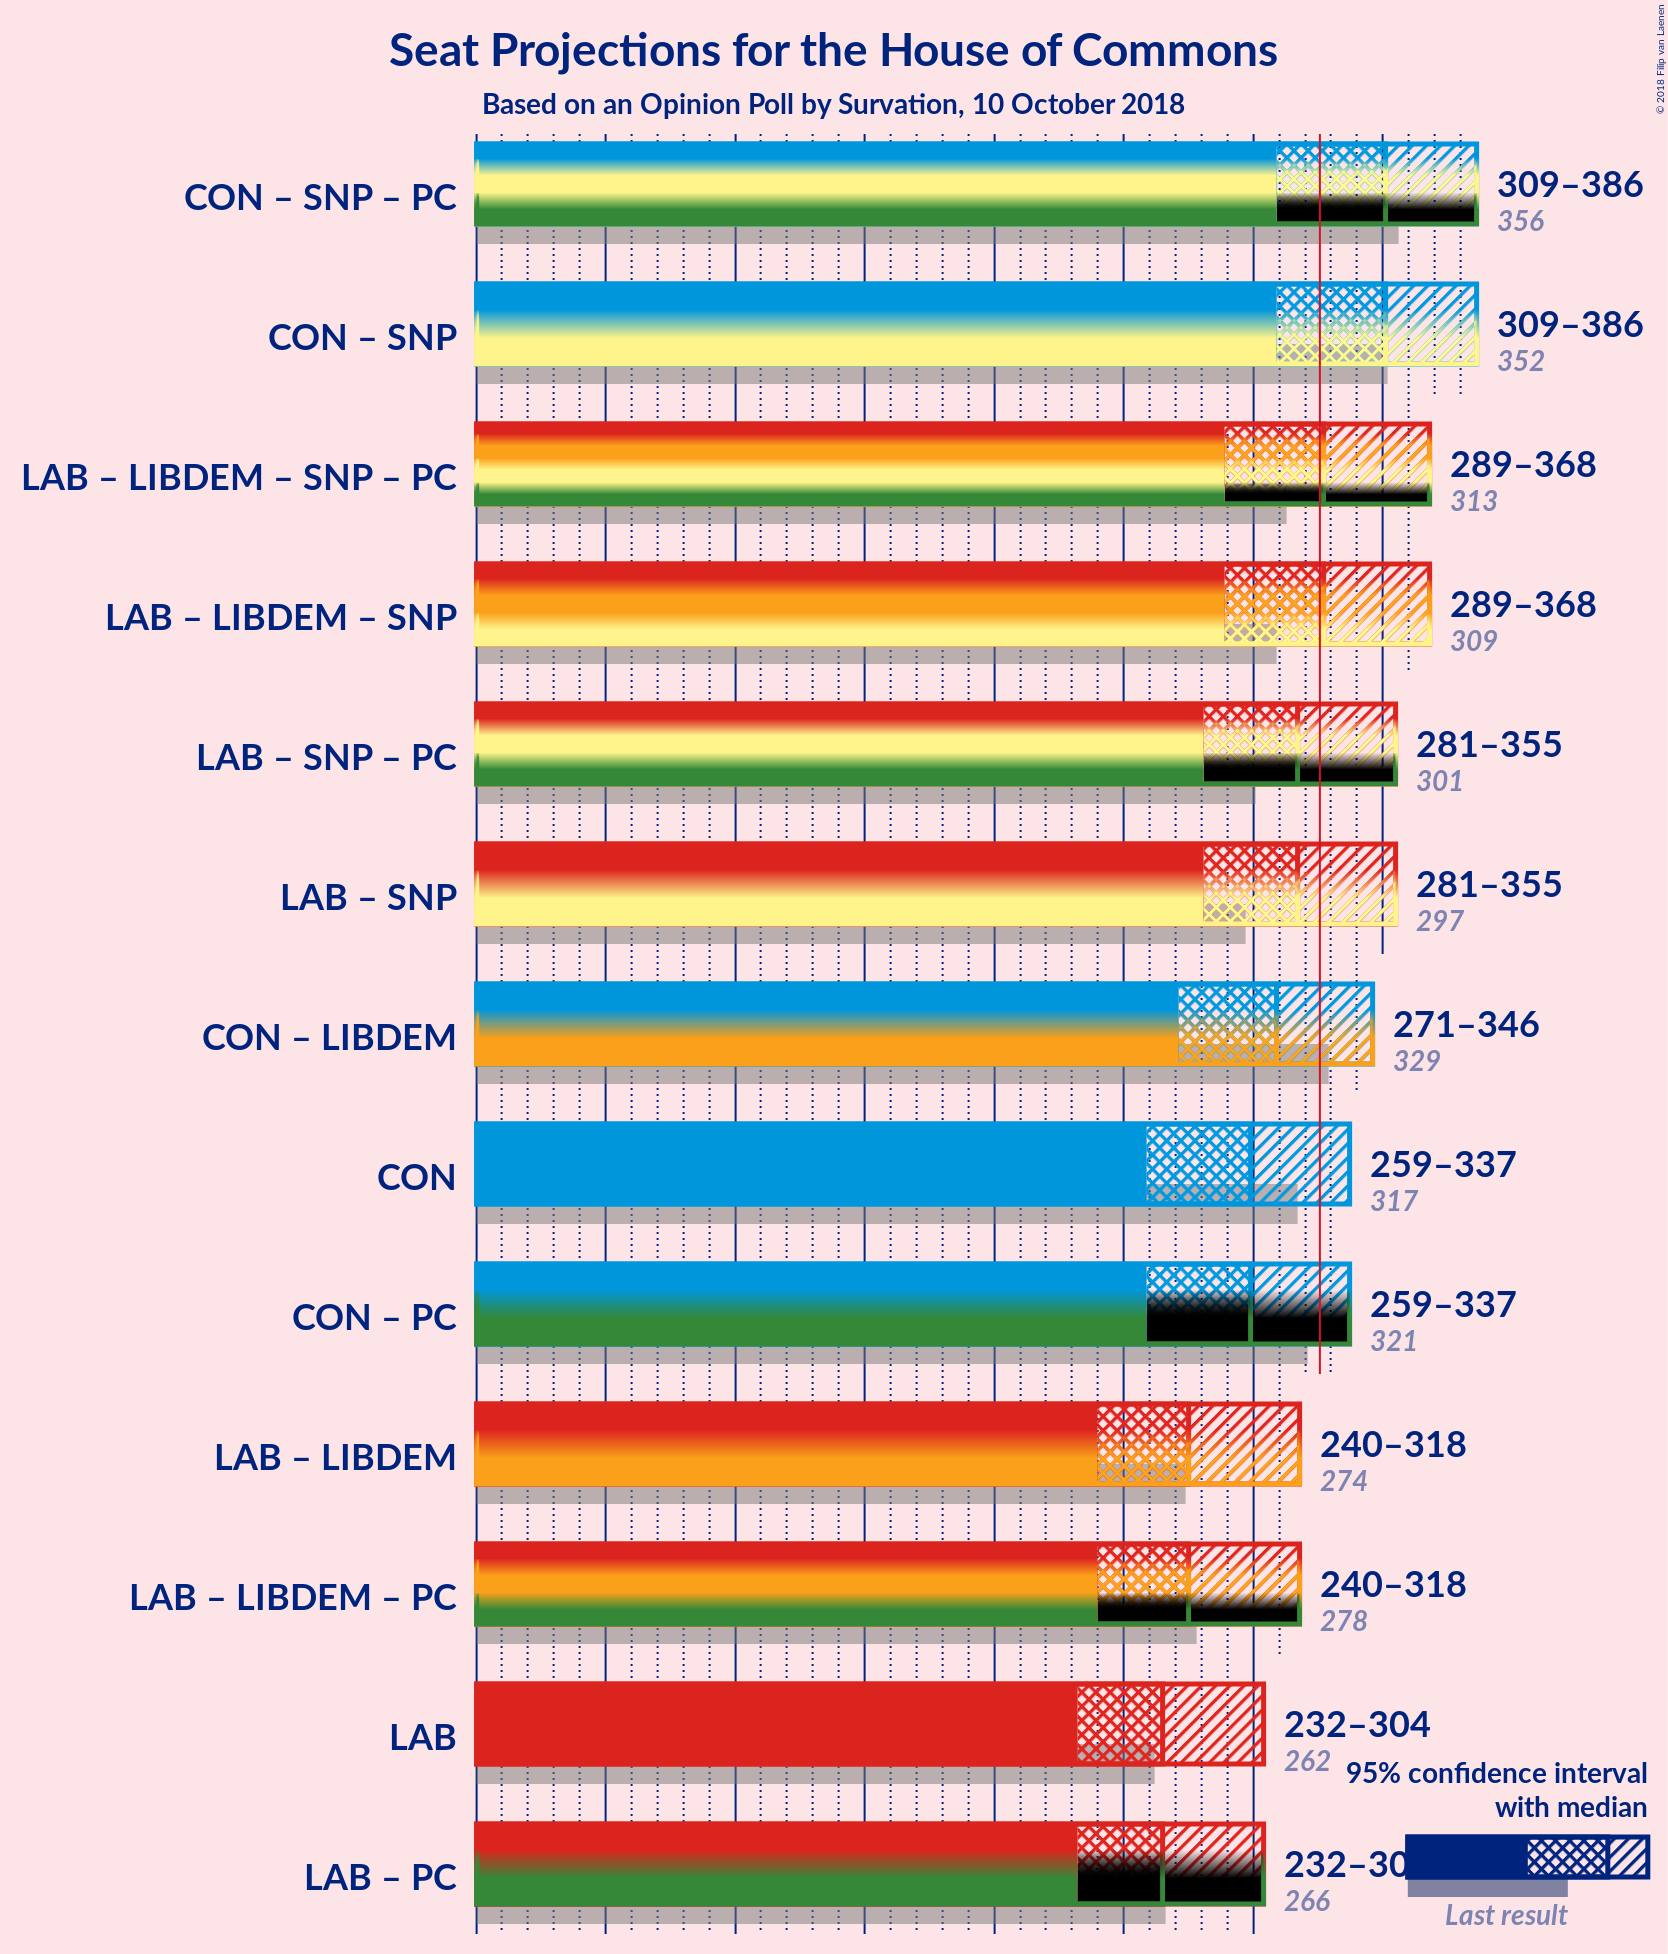 Seat Projections for the House of Commons
Based on an Opinion Poll by Survation, 10 October 2018
© 2018 Filip van Laenen
CON – SNP – PC
309–386
356
CON – SNP
309–386
352
LAB – LIBDEM – SNP – PC
289–368
313
LAB – LIBDEM – SNP
289–368
309
LAB – SNP – PC
281–355
301
LAB – SNP
281–355
297
CON – LIBDEM
271–346
329
CON
259–337
317
CON – PC
259–337
321
LAB – LIBDEM
240–318
274
LAB – LIBDEM – PC
240–318
278
LAB
232–304
262
95% confidence interval
with median
LAB – PC
232–30
266
Last result